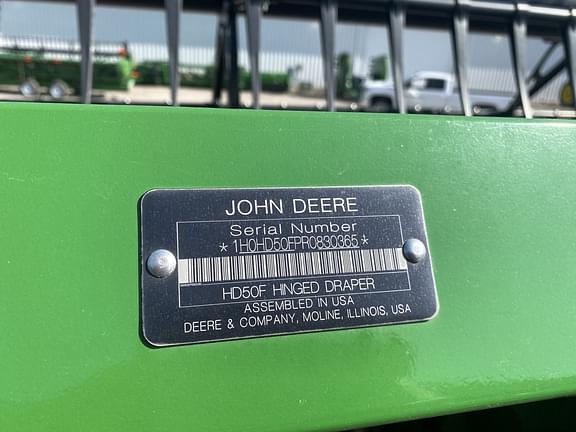 JOHN DEERE
Serial Number
*1H0HD50FPR0830365*
HD50F HINGED DRAPER
ASSEMBLED IN USA
DEERE & COMPANY, MOLINE, ILLINOIS, USA